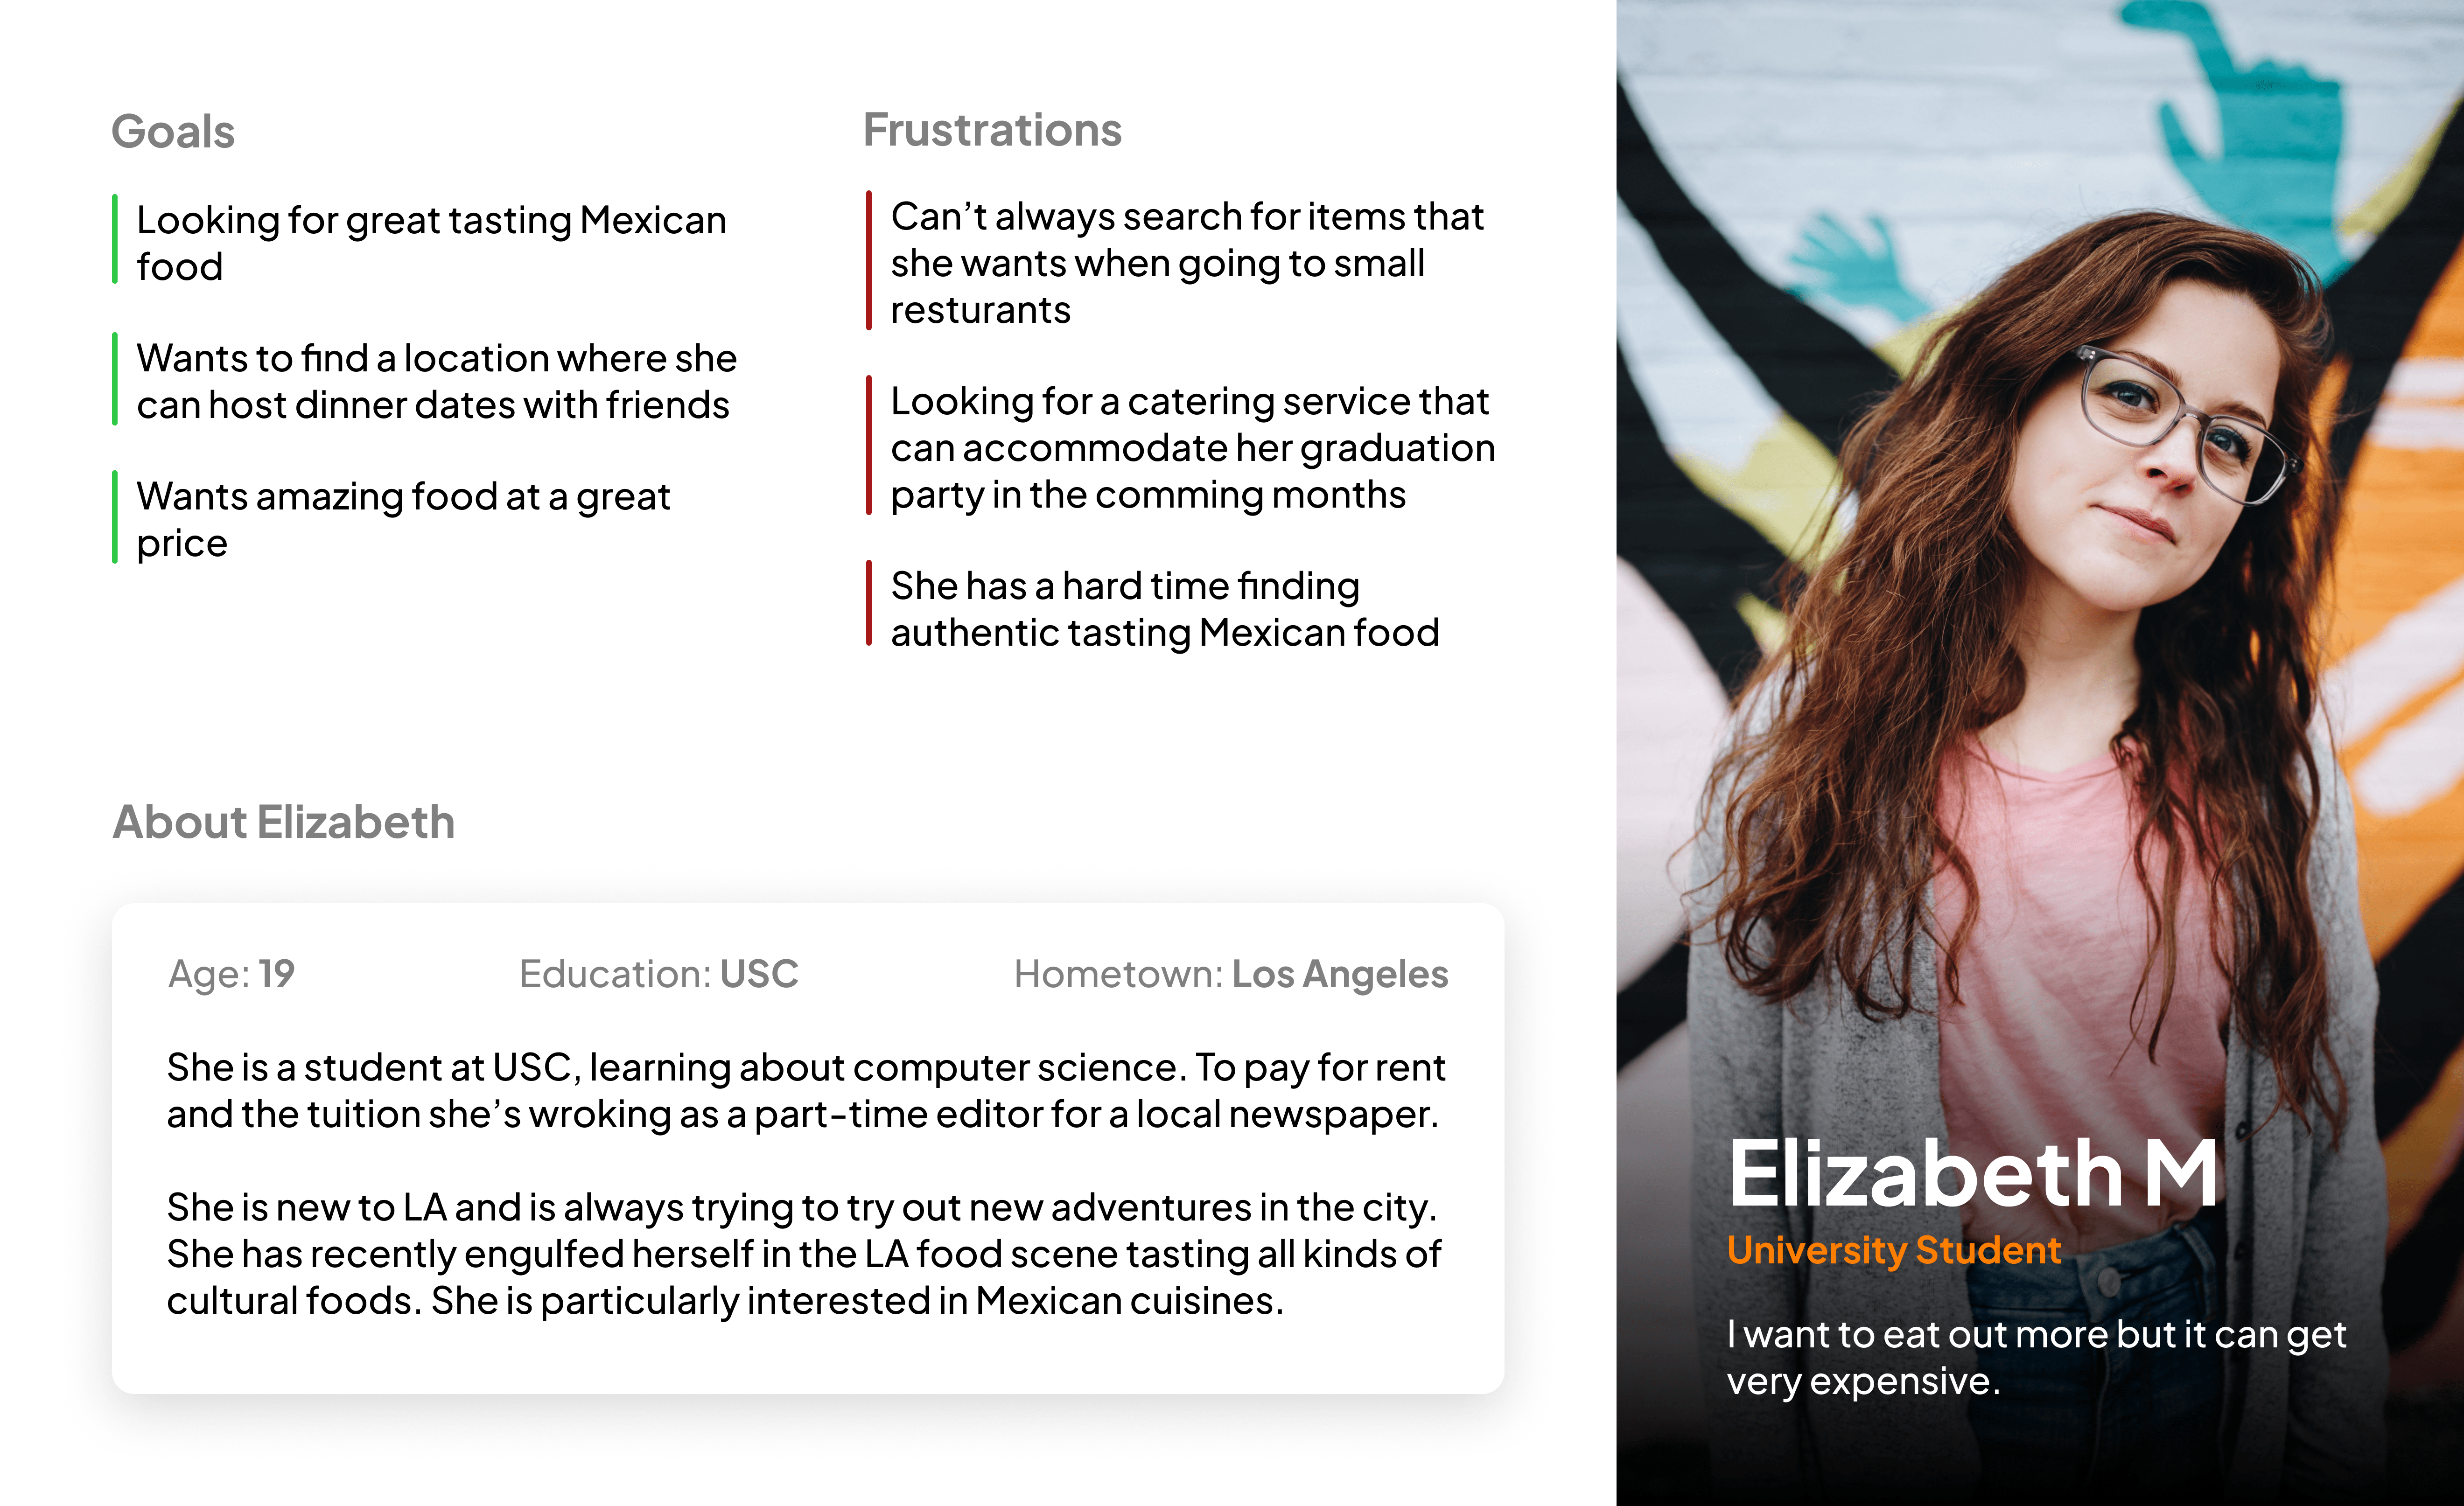 Goals
Looking for great tasting Mexican
food
Wants to find a location where she
can host dinner dates with friends
Wants amazing food at a great
price
Frustrations
Can’t always search for items that
she wants when going to small
resturants
Looking for a catering service that
can accommodate her graduation
party in the comming months
She has a hard time finding
authentic tasting Mexican food
About Elizabeth
Age: 19 Education: USC Hometown: Los Angeles
She is a student at USC, learning about computer science. To pay for rent
and the tuition she’s wroking as a part-time editor for a local newspaper.
She is new to LA and is always trying to try out new adventures in the city.
She has recently engulfed herself in the LA food scene tasting all kinds of
cultural foods. She is particularly interested in Mexican cuisines.
Elizabeth M
University Student
I want to eat out more but it can get
very expensive.